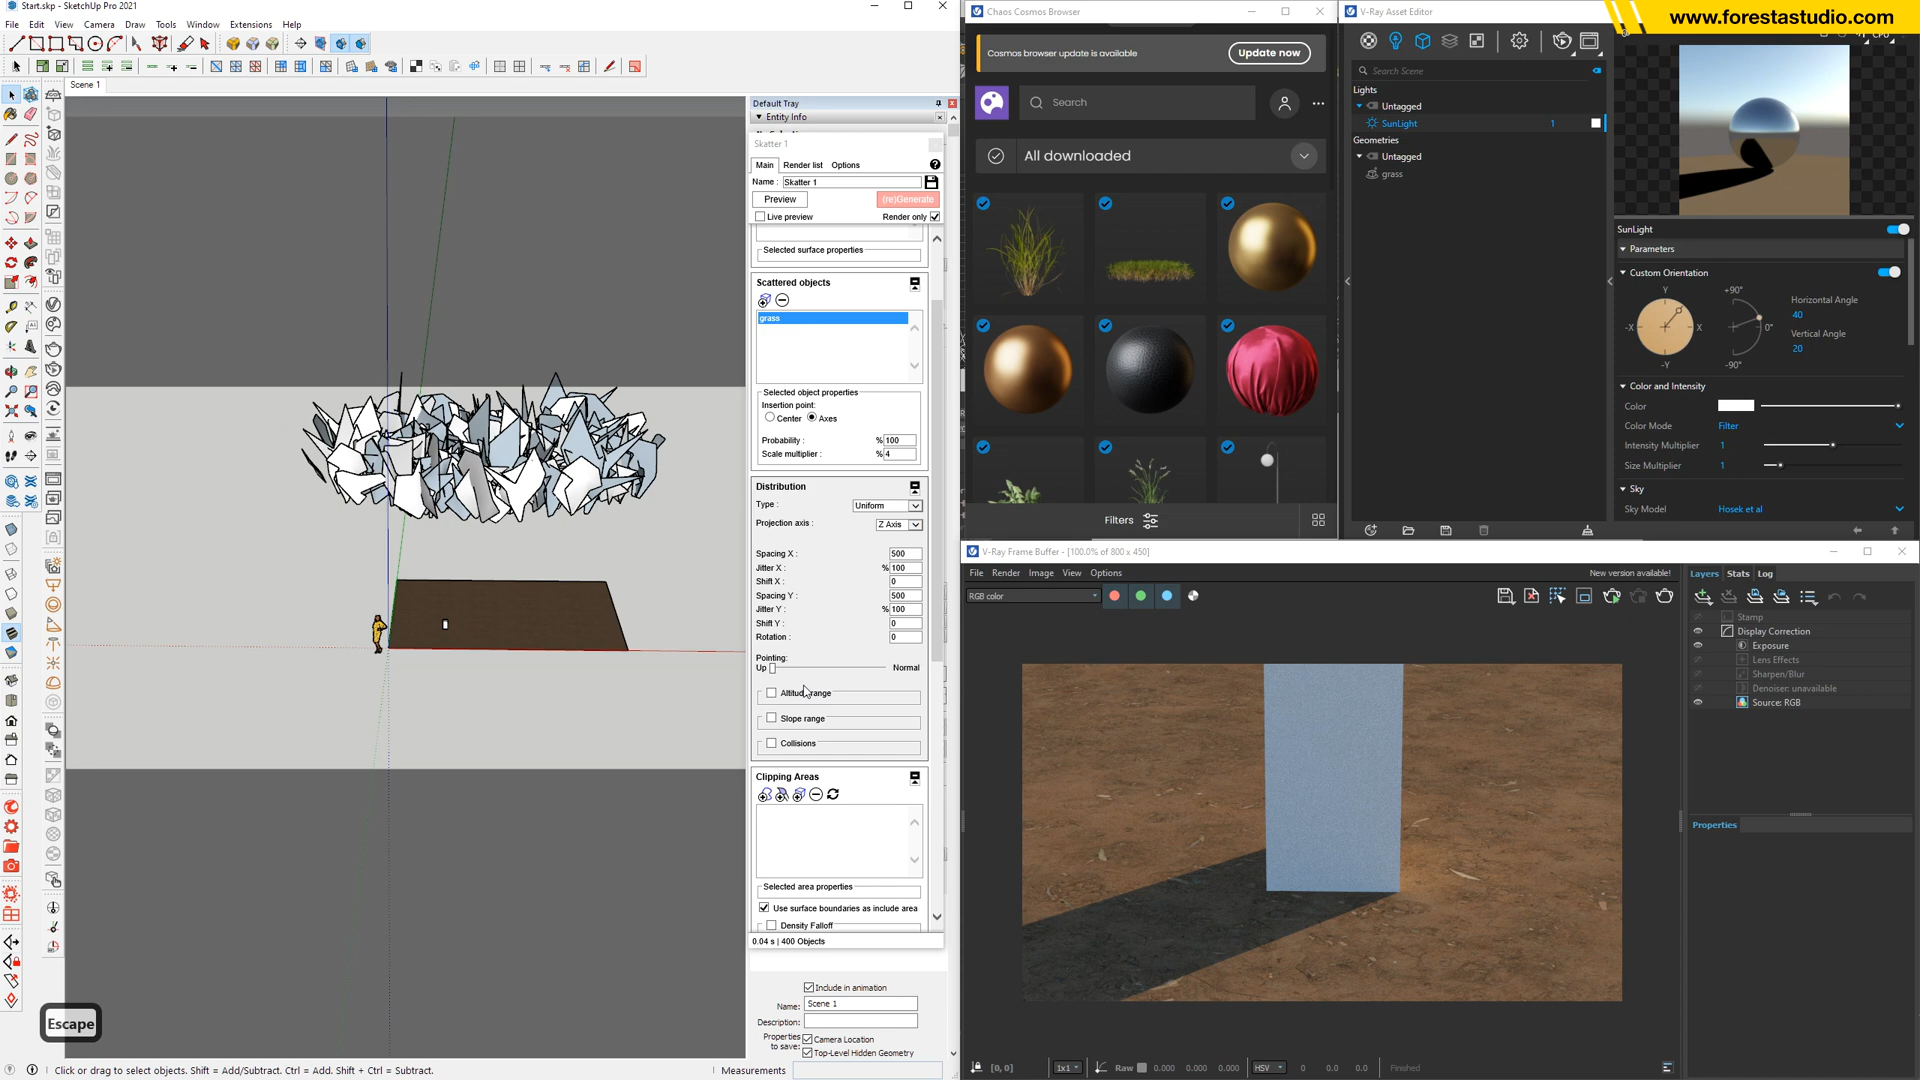 Start.skp - SketchUp Pro 2021
File Edit View Camera Draw Tools Window Extensions Help
Scene 1
Default Tray
Entity Info
Skatter 1
Main Render list Options
Name : Skatter 1
Preview (re)Generate
Live preview Render only
Selected surface properties
Scattered objects
grass
Selected object properties
Insertion point:
Center Axes
Probability : % 100
Scale multiplier : % 4
Distribution
Type : Uniform
Projection axis : Z Axis
Spacing X : 500
Jitter X : % 100
Shift X : 0
Spacing Y : 500
Jitter Y : % 100
Shift Y : 0
Rotation : 0
Pointing:
Up Normal
Altitude range
Slope range
Collisions
Clipping Areas
Selected area properties
Use surface boundaries as include area
Density Falloff
0.04 s | 400 Objects
Include in animation
Name: Scene 1
Description:
Properties to save:
Camera Location
Top-Level Hidden Geometry
Escape
Click or drag to select objects. Shift = Add/Subtract. Ctrl = Add. Shift + Ctrl = Subtract.
Measurements
Chaos Cosmos Browser
Cosmos browser update is available
Update now
Search
All downloaded
Filters
V-Ray Asset Editor
www.forestastudio.com
CPU
Search Scene
Lights
Untagged
SunLight 1
Geometries
Untagged
grass
SunLight
Parameters
Custom Orientation
Y +90°
-X X 0°
-Y -90°
Horizontal Angle
40
Vertical Angle
20
Color and Intensity
Color
Color Mode Filter
Intensity Multiplier 1
Size Multiplier 1
Sky
Sky Model Hosek et al
V-Ray Frame Buffer - [100.0% of 800 x 450]
File Render Image View Options
New version available!
RGB color
Layers Stats Log
Stamp
Display Correction
Exposure
Lens Effects
Sharpen/Blur
Denoiser: unavailable
Source: RGB
Properties
[0, 0] 1x1 Raw 0.000 0.000 0.000 HSV 0 0.0 0.0 Finished